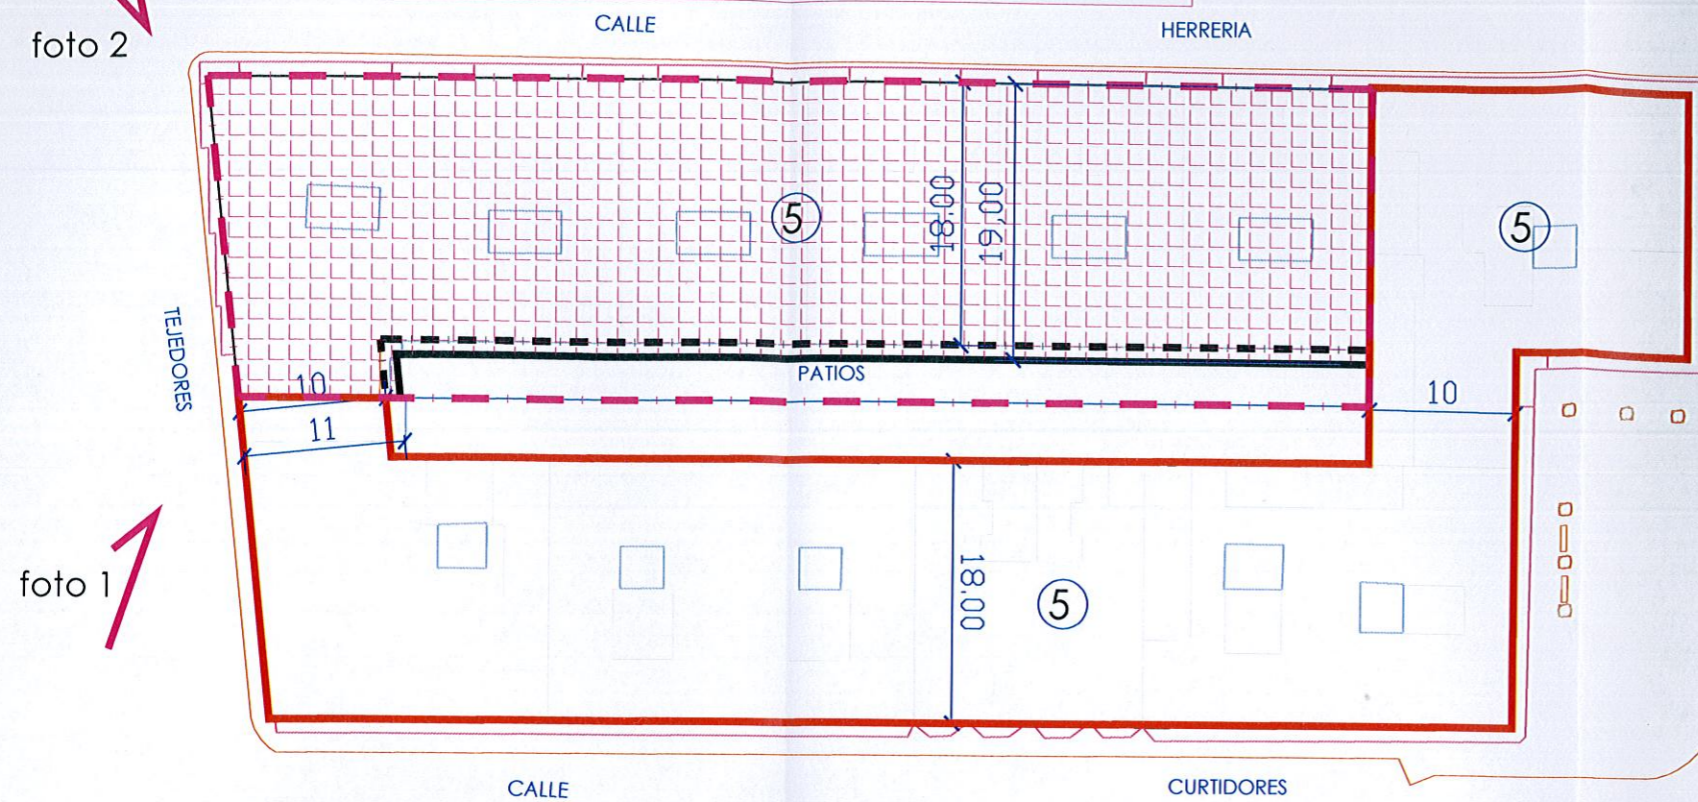 CALLE
HERRERIA
foto 2
5
18.00
19,00
5
TEJEDORES
PATIOS
10
10
11
foto 1
18.00
5
CALLE
CURTIDORES